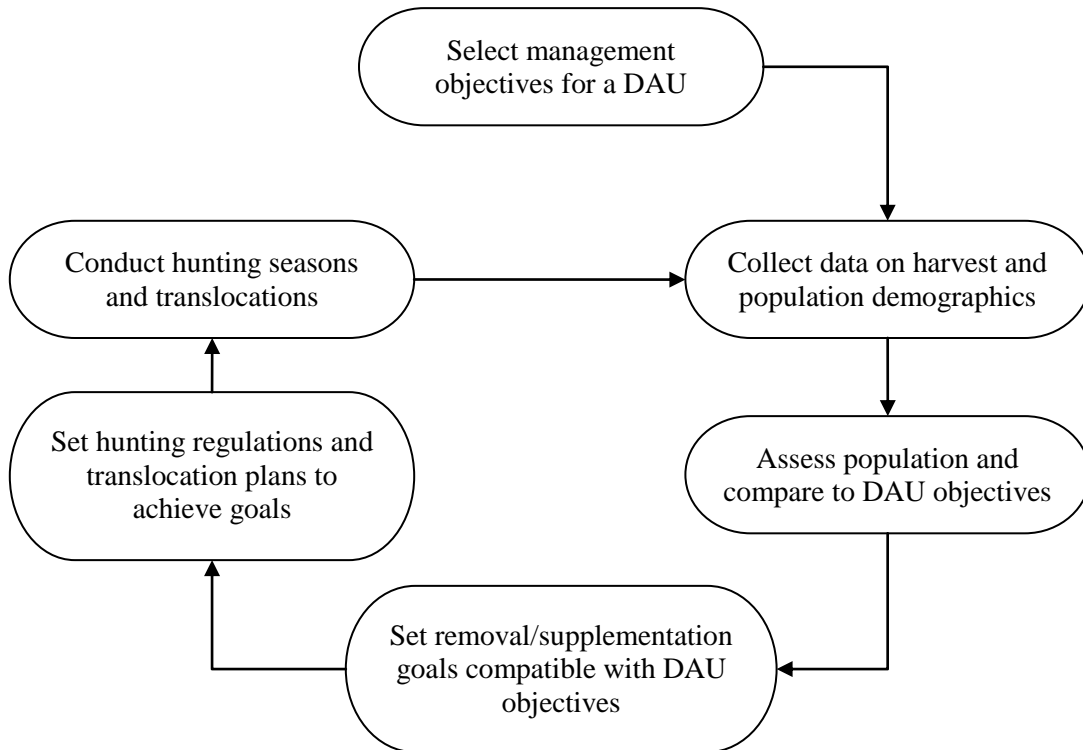 Select management
objectives for a DAU
Collect data on harvest and
population demographics
Assess population and
compare to DAU objectives
Set removal/supplementation
goals compatible with DAU
objectives
Set hunting regulations and
translocation plans to
achieve goals
Conduct hunting seasons
and translocations